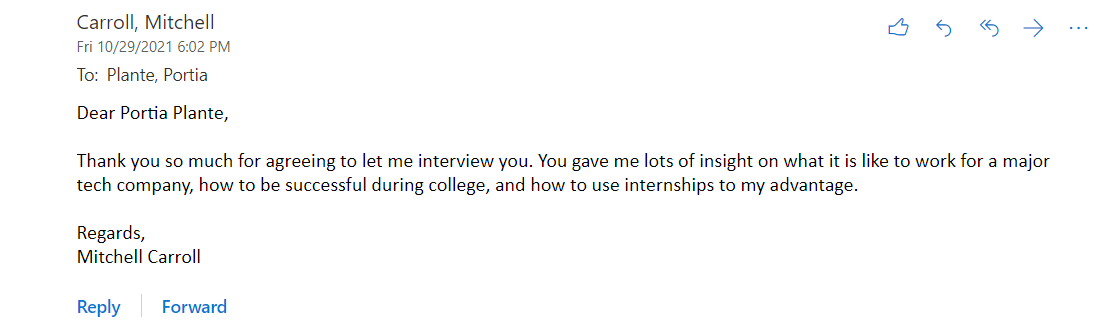 Carroll, Mitchell
Fri 10/29/2021 6:02 PM
To: Plante, Portia
Dear Portia Plante,
Thank you so much for agreeing to let me interview you. You gave me lots of insight on what it is like to work for a major
tech company, how to be successful during college, and how to use internships to my advantage.
Regards,
Mitchell Carroll
Reply Forward